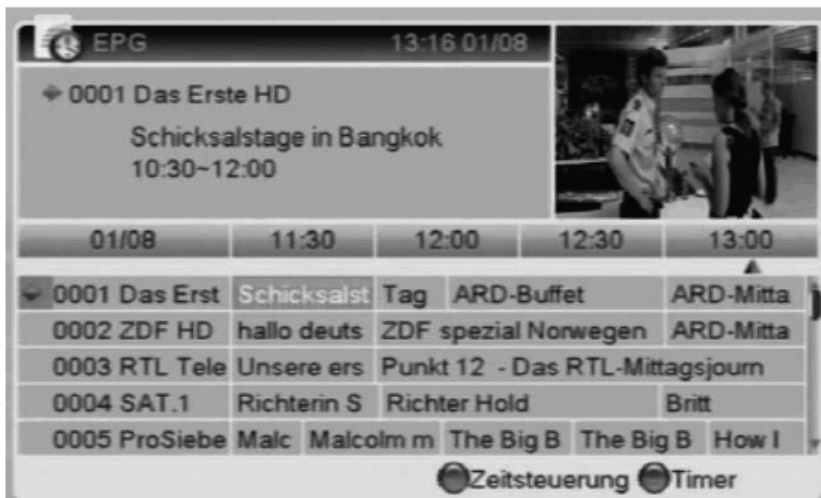 EPG 13:16 01/08
0001 Das Erste HD
Schicksalstage in Bangkok
10:30~12:00
01/08 11:30 12:00 12:30 13:00
0001 Das Erst Schicksalst Tag ARD-Buffet ARD-Mitta
0002 ZDF HD hallo deuts ZDF spezial Norwegen ARD-Mitta
0003 RTL Tele Unsere ers Punkt 12 - Das RTL-Mittagsjourn
0004 SAT.1 Richterin S Richter Hold Britt
0005 ProSiebe Malc Malcolm m The Big B The Big B How I
Zeitsteuerung Timer